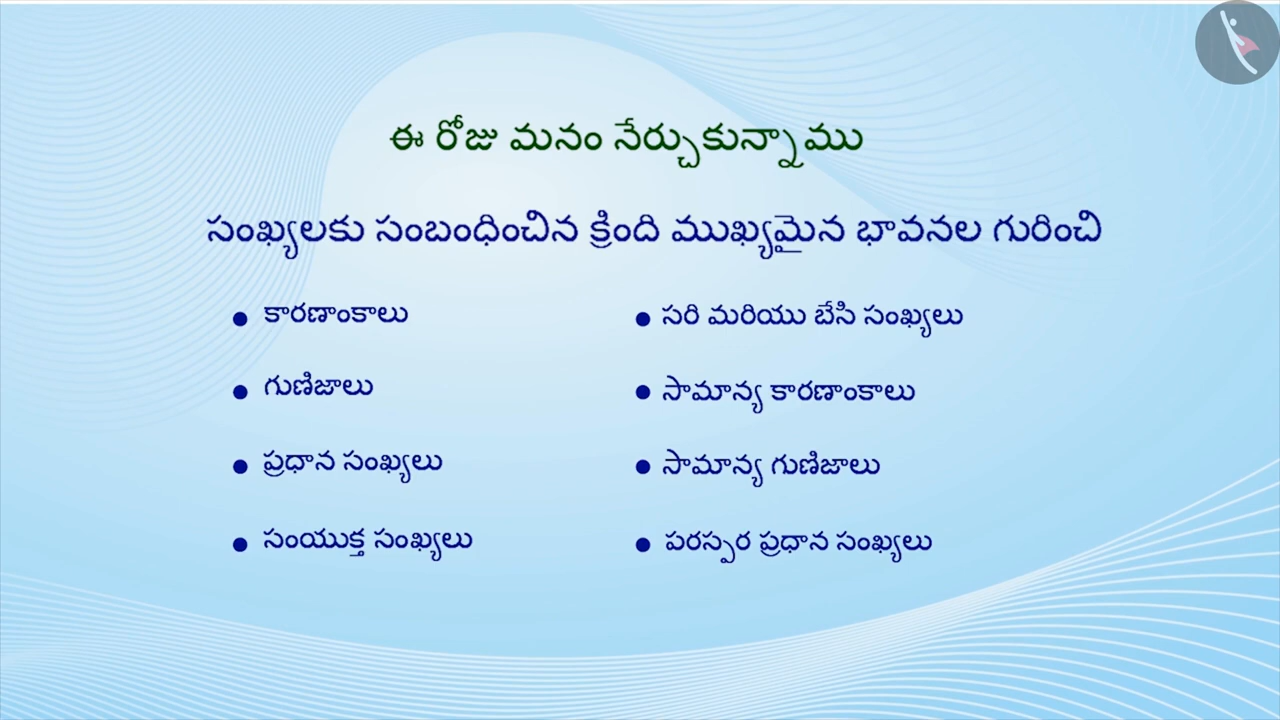 ఈ రోజు మనం నేర్చుకున్నాము
సంఖ్యలకు సంబంధించిన క్రింది ముఖ్యమైన భావనల గురించి
• కారణాంకాలు
• గుణిజాలు
• ప్రధాన సంఖ్యలు
• సంయుక్త సంఖ్యలు
• సరి మరియు బేసి సంఖ్యలు
• సామాన్య కారణాంకాలు
• సామాన్య గుణిజాలు
• పరస్పర ప్రధాన సంఖ్యలు